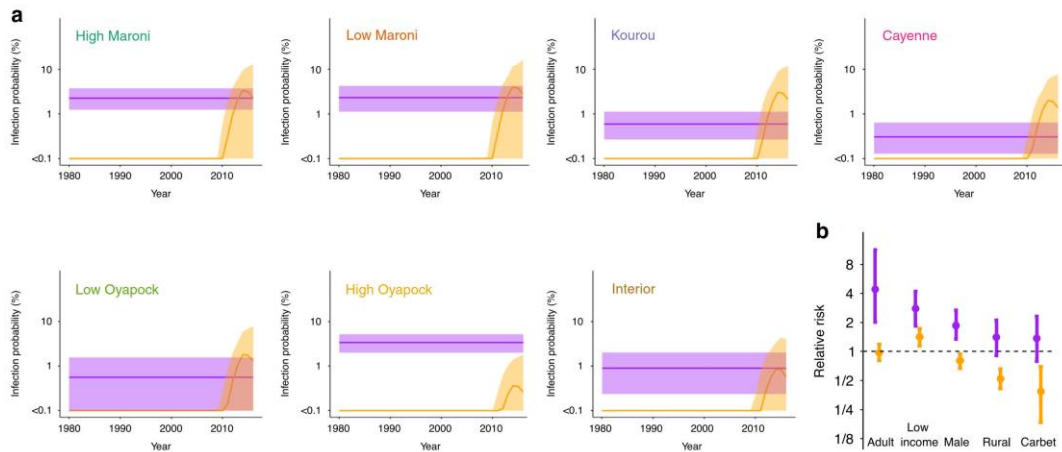 a
High Maroni
Infection probability (%)
10
1
<0.1
1980 1990 2000 2010
Year
Low Maroni
Infection probability (%)
10
1
<0.1
1980 1990 2000 2010
Year
Kourou
Infection probability (%)
10
1
<0.1
1980 1990 2000 2010
Year
Cayenne
Infection probability (%)
10
1
<0.1
1980 1990 2000 2010
Year
Low Oyapock
Infection probability (%)
10
1
<0.1
1980 1990 2000 2010
Year
High Oyapock
Infection probability (%)
10
1
<0.1
1980 1990 2000 2010
Year
Interior
Infection probability (%)
10
1
<0.1
1980 1990 2000 2010
Year
b
Relative risk
8
4
2
1
1/2
1/4
1/8
Adult
Low
income
Male
Rural
Carbet